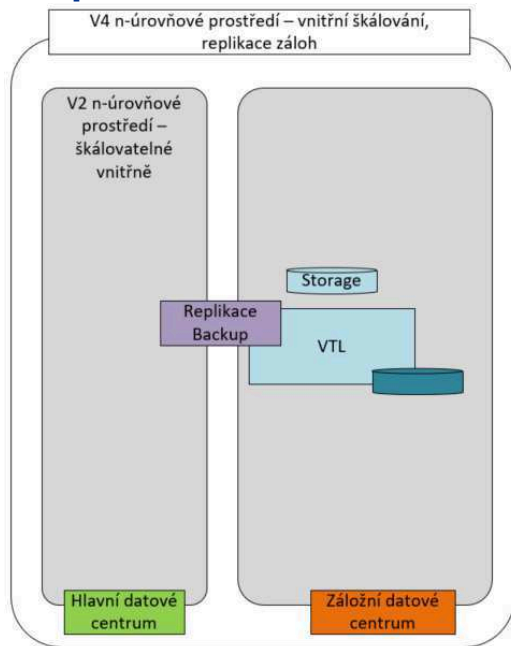 V4 n-úrovňové prostředí – vnitřní škálování,
replikace záloh
V2 n-úrovňové
prostředí –
škálovatelné
vnitřně
Storage
Replikace
Backup
VTL
Hlavní datové
centrum
Záložní datové
centrum